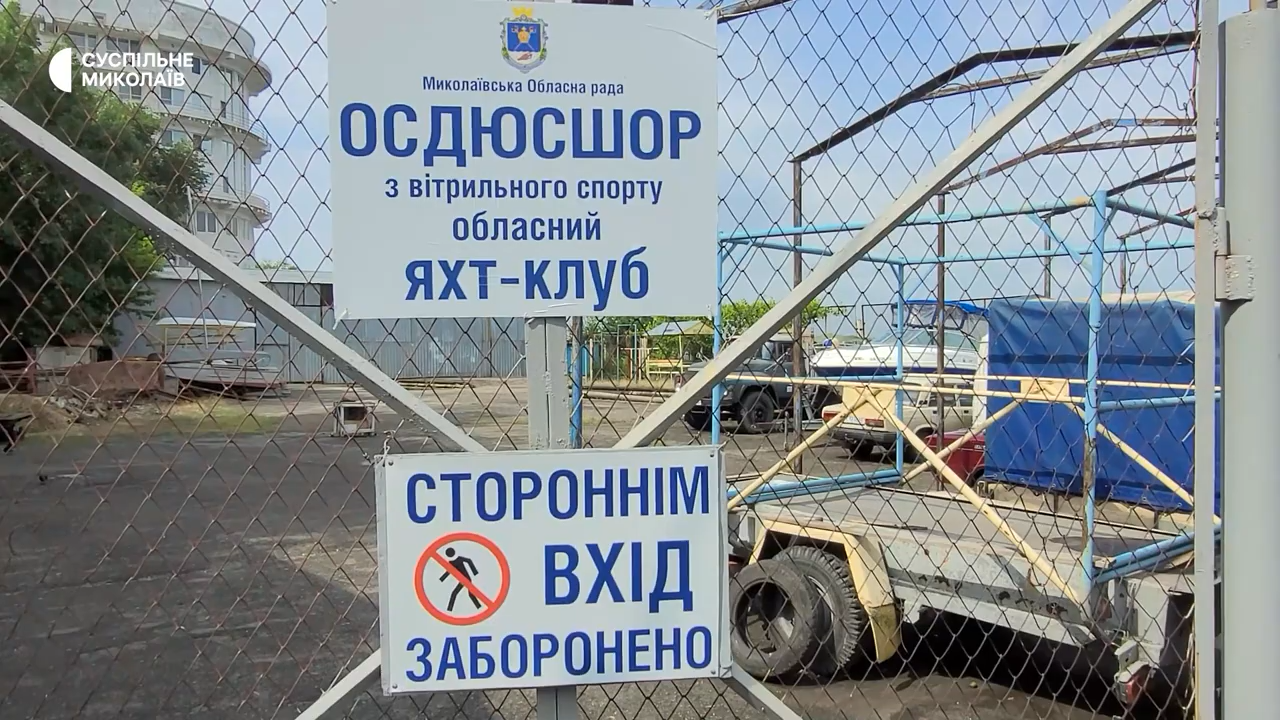 СУСПІЛЬНЕ
МИКОЛАЇВ
Миколаївська Обласна рада
ОСДЮСШОР
з вітрильного спорту
обласний
яхт-клуб
СТОРОННІМ
ВХІД
ЗАБОРОНЕНО